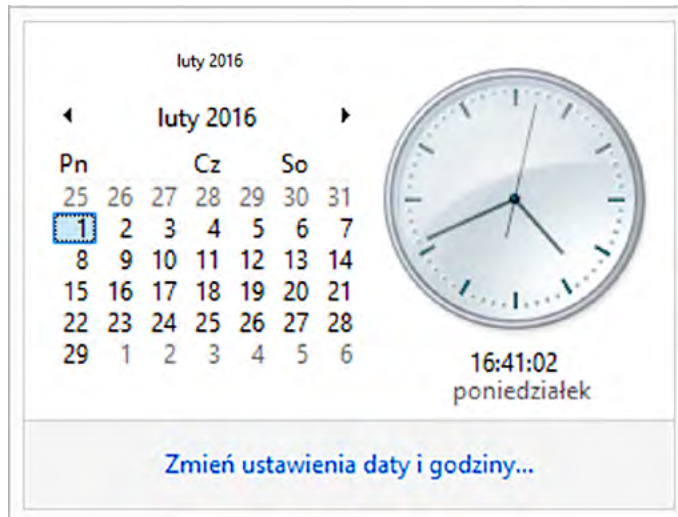 luty 2016
luty 2016
Pn Cz So
25 26 27 28 29 30 31
1 2 3 4 5 6 7
8 9 10 11 12 13 14
15 16 17 18 19 20 21
22 23 24 25 26 27 28
29 1 2 3 4 5 6
16:41:02
poniedziałek
Zmień ustawienia daty i godziny...